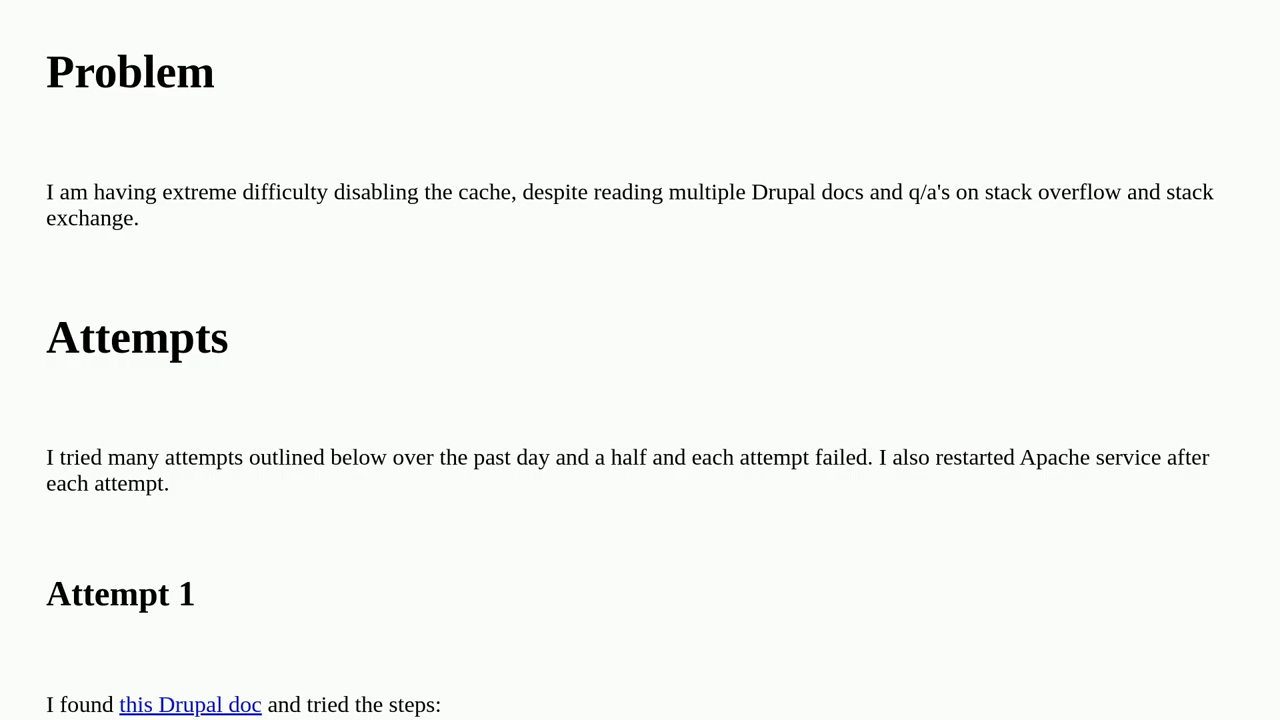 Problem
I am having extreme difficulty disabling the cache, despite reading multiple Drupal docs and q/a's on stack overflow and stack
exchange.
Attempts
I tried many attempts outlined below over the past day and a half and each attempt failed. I also restarted Apache service after
each attempt.
Attempt 1
I found this Drupal doc and tried the steps: